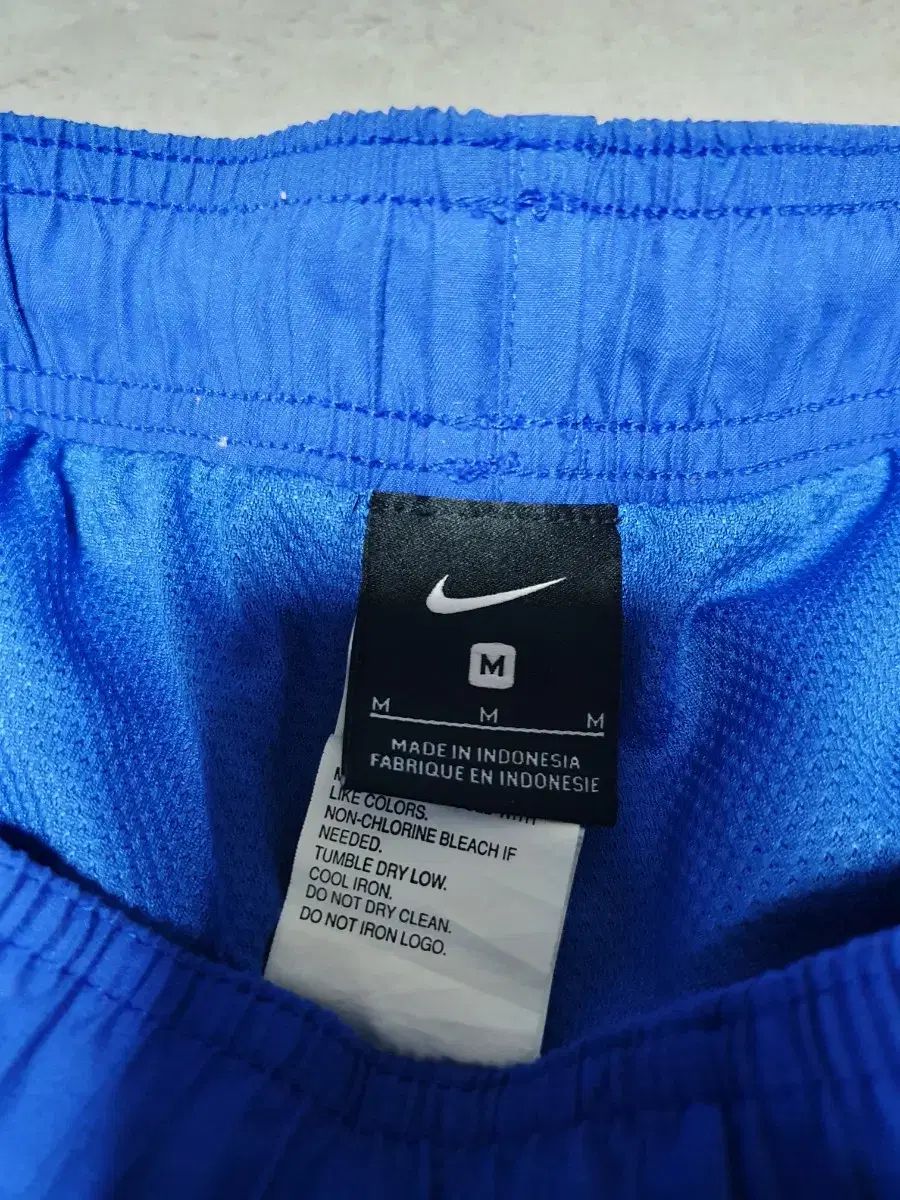 M
M M M
MADE IN INDONESIA
FABRIQUE EN INDONESIE
LIKE COLORS.
NON-CHLORINE BLEACH IF
NEEDED.
TUMBLE DRY LOW.
COOL IRON.
DO NOT DRY CLEAN.
DO NOT IRON LOGO.